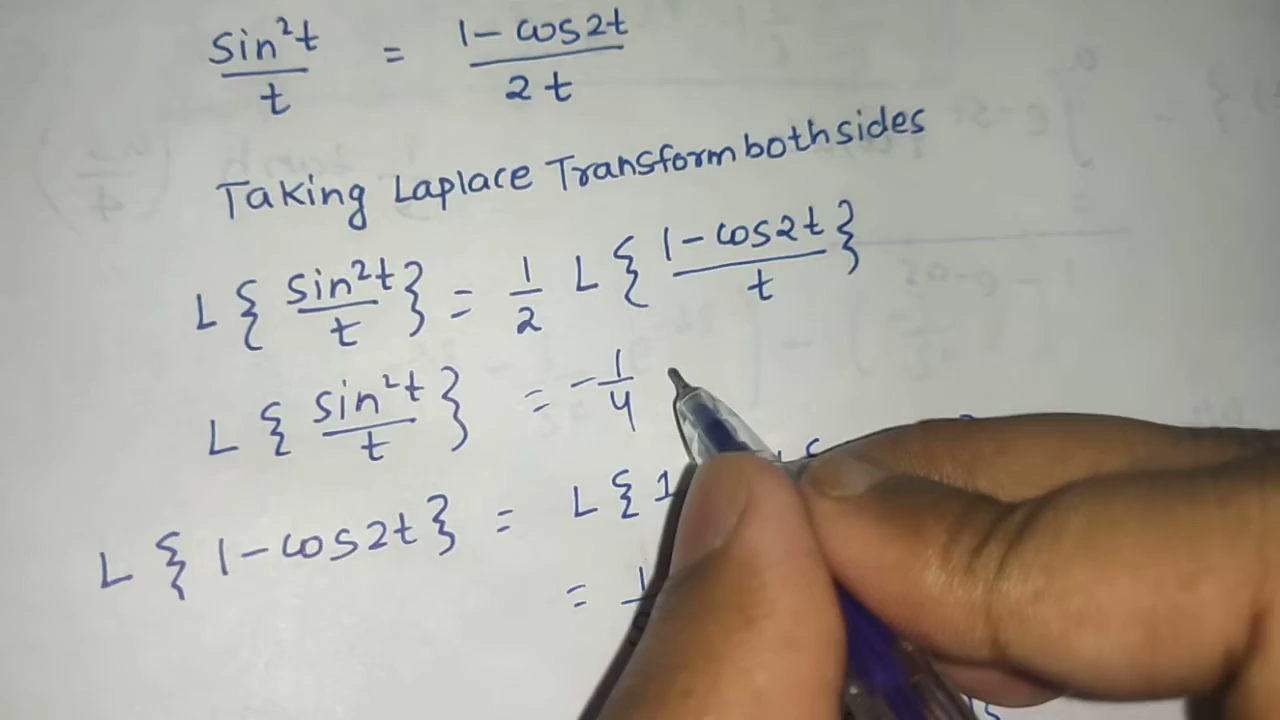 sin²t/t = 1-cos2t/2t
Taking Laplace Transform both sides
L{sin²t/t} = 1/2 L{1-cos2t/t}
L{sin²t/t} = -1/4
L{1-cos2t} = L{1
=